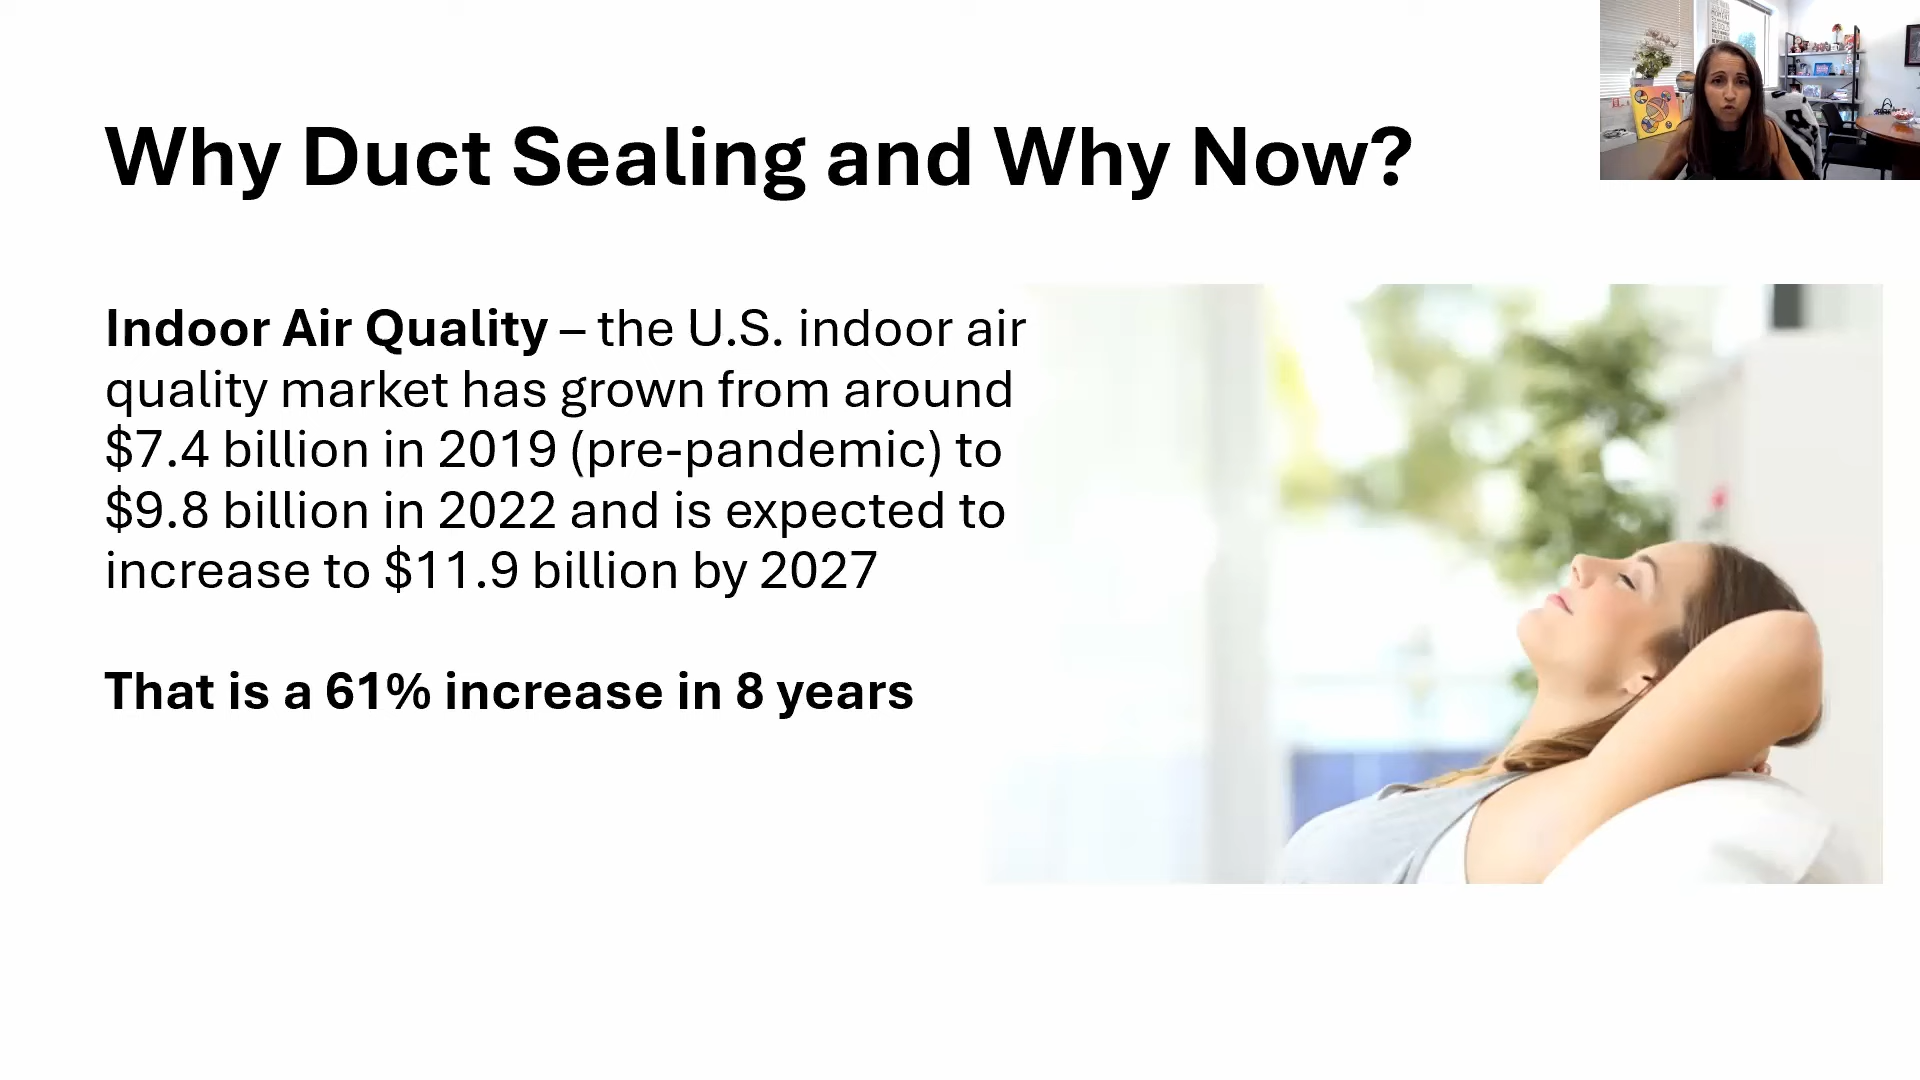 Why Duct Sealing and Why Now?
Indoor Air Quality – the U.S. indoor air
quality market has grown from around
$7.4 billion in 2019 (pre-pandemic) to
$9.8 billion in 2022 and is expected to
increase to $11.9 billion by 2027
That is a 61% increase in 8 years